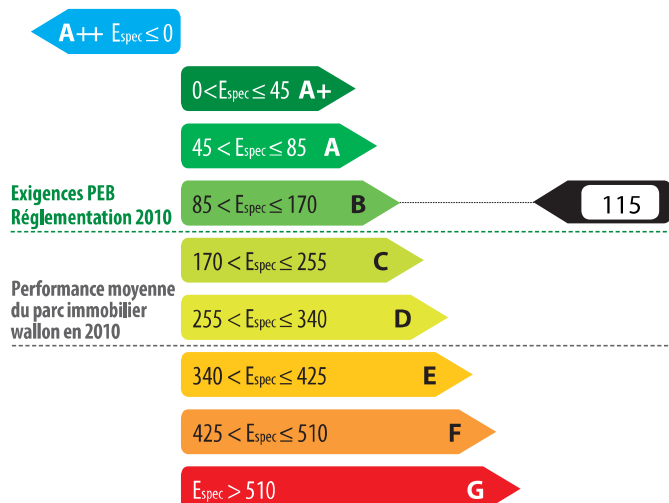 A++ Espec ≤ 0
0 < Espec ≤ 45 A+
45 < Espec ≤ 85 A
Exigences PEB
Réglementation 2010
85 < Espec ≤ 170 B
115
170 < Espec ≤ 255 C
Performance moyenne
du parc immobilier
wallon en 2010
255 < Espec ≤ 340 D
340 < Espec ≤ 425 E
425 < Espec ≤ 510 F
Espec > 510 G